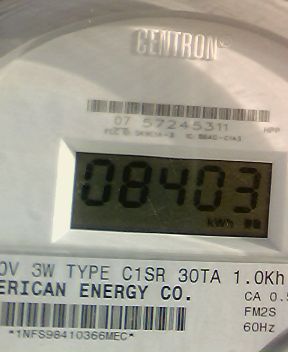 CENTRON®
07 57245311
HPP
08403
kWh
0V 3W TYPE C1SR 30TA 1.0Kh
ERICAN ENERGY CO.
CA 0.5
FM2S
60Hz
*1NFS98410366MEC*